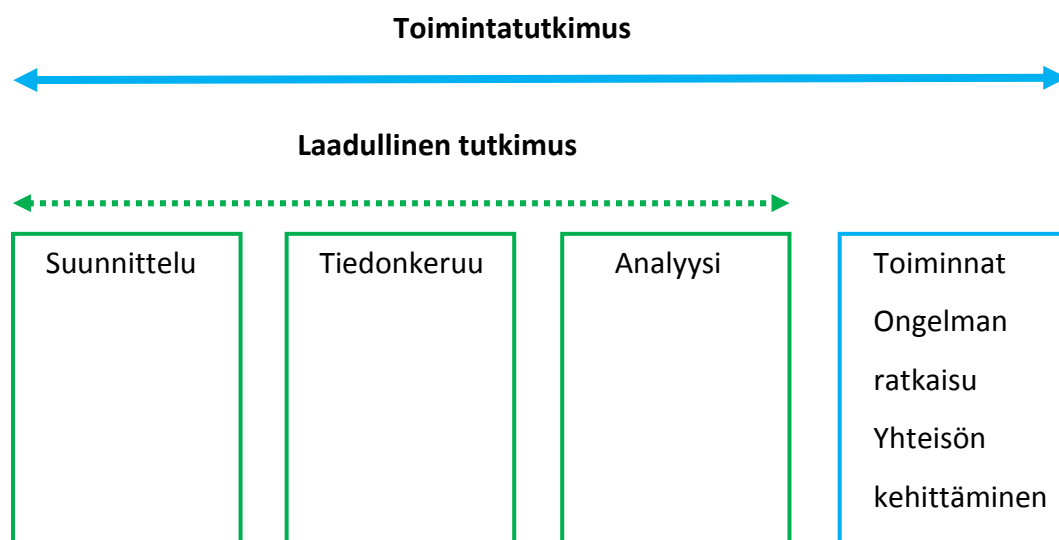 Toimintatutkimus
Laadullinen tutkimus
Suunnittelu
Tiedonkeruu
Analyysi
Toiminnat
Ongelman
ratkaisu
Yhteisön
kehittäminen